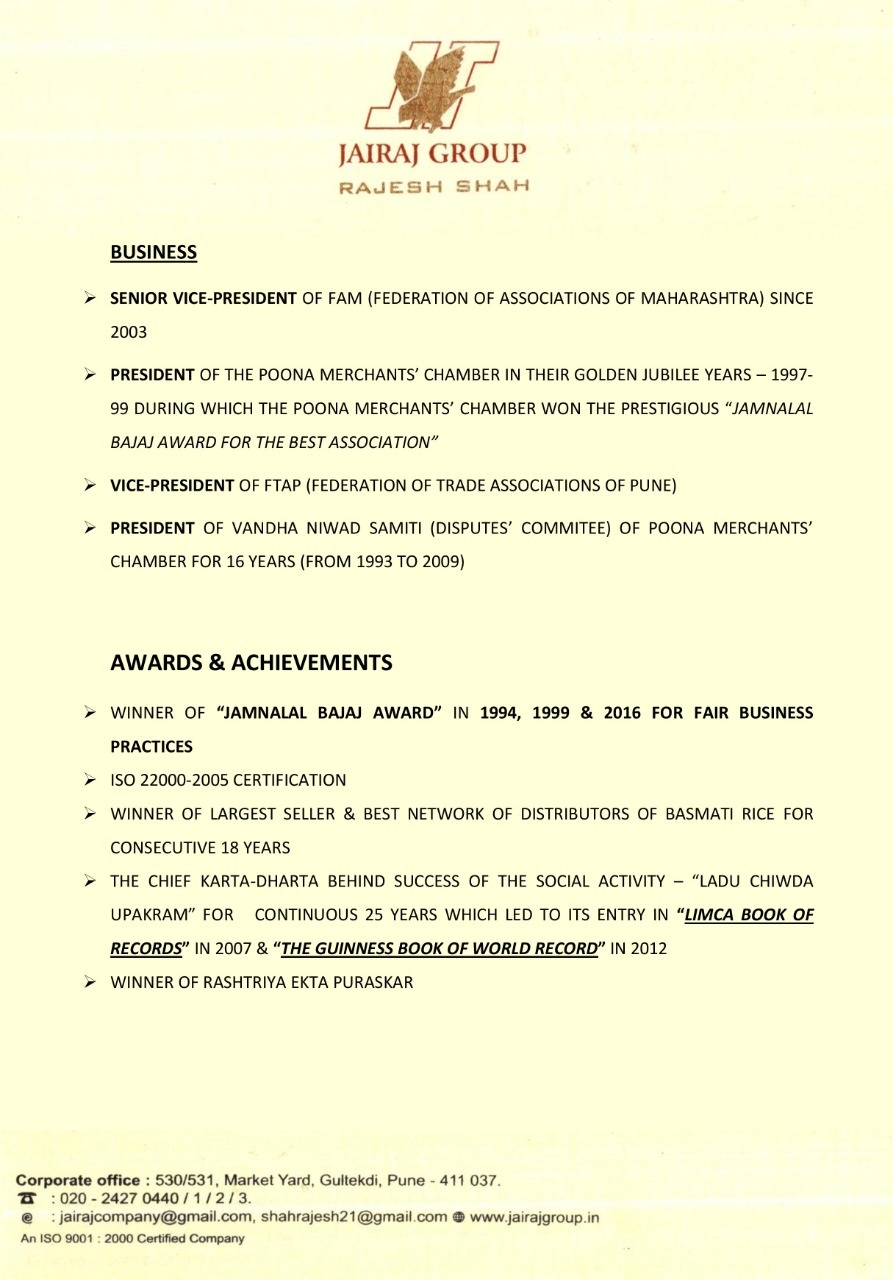 JAIRAJ GROUP
RAJESH SHAH
BUSINESS
➢ SENIOR VICE-PRESIDENT OF FAM (FEDERATION OF ASSOCIATIONS OF MAHARASHTRA) SINCE
2003
➢ PRESIDENT OF THE POONA MERCHANTS’ CHAMBER IN THEIR GOLDEN JUBILEE YEARS – 1997-
99 DURING WHICH THE POONA MERCHANTS’ CHAMBER WON THE PRESTIGIOUS “JAMNALAL
BAJAJ AWARD FOR THE BEST ASSOCIATION”
➢ VICE-PRESIDENT OF FTAP (FEDERATION OF TRADE ASSOCIATIONS OF PUNE)
➢ PRESIDENT OF VANDHA NIWAD SAMITI (DISPUTES’ COMMITEE) OF POONA MERCHANTS’
CHAMBER FOR 16 YEARS (FROM 1993 TO 2009)
AWARDS & ACHIEVEMENTS
➢ WINNER OF “JAMNALAL BAJAJ AWARD” IN 1994, 1999 & 2016 FOR FAIR BUSINESS
PRACTICES
➢ ISO 22000-2005 CERTIFICATION
➢ WINNER OF LARGEST SELLER & BEST NETWORK OF DISTRIBUTORS OF BASMATI RICE FOR
CONSECUTIVE 18 YEARS
➢ THE CHIEF KARTA-DHARTA BEHIND SUCCESS OF THE SOCIAL ACTIVITY – “LADU CHIWDA
UPAKRAM” FOR CONTINUOUS 25 YEARS WHICH LED TO ITS ENTRY IN “LIMCA BOOK OF
RECORDS” IN 2007 & “THE GUINNESS BOOK OF WORLD RECORD” IN 2012
➢ WINNER OF RASHTRIYA EKTA PURASKAR
Corporate office : 530/531, Market Yard, Gultekdi, Pune - 411 037.
☎ : 020 - 2427 0440 / 1 / 2 / 3.
@ : jairajcompany@gmail.com, shahrajesh21@gmail.com www.jairajgroup.in
An ISO 9001 : 2000 Certified Company